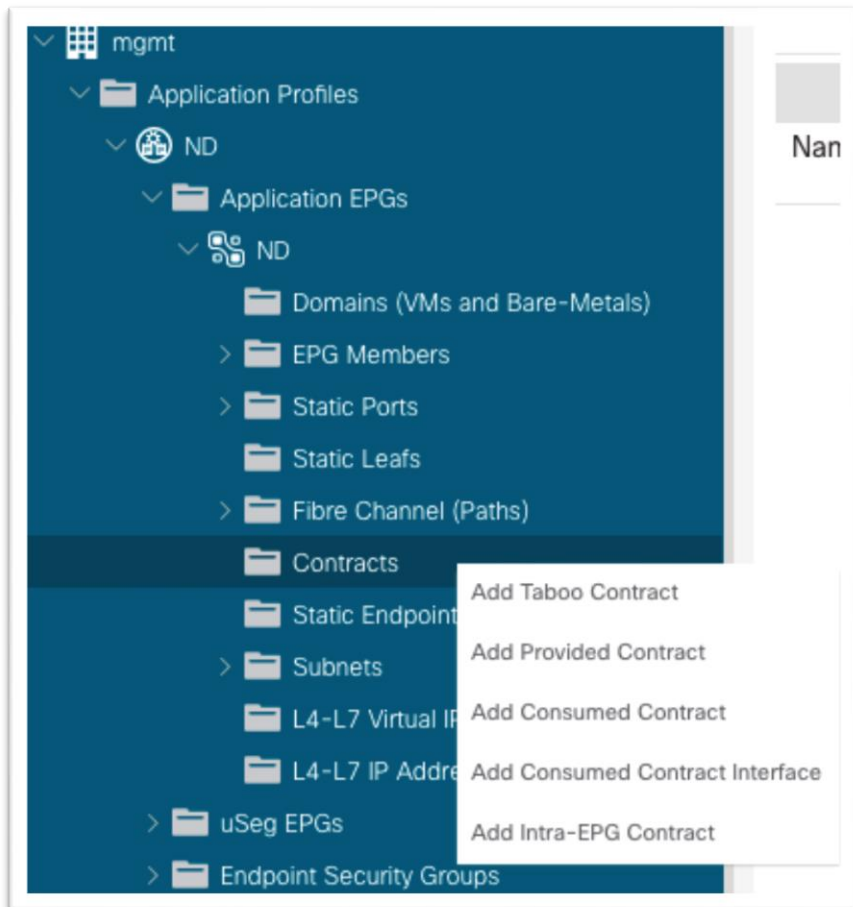 mgmt
Application Profiles
ND
Nam
Application EPGs
ND
Domains (VMs and Bare-Metals)
EPG Members
Static Ports
Static Leafs
Fibre Channel (Paths)
Contracts
Add Taboo Contract
Static Endpoint
Add Provided Contract
Subnets
Add Consumed Contract
L4-L7 Virtual IP
L4-L7 IP Addre
Add Consumed Contract Interface
uSeg EPGs
Add Intra-EPG Contract
Endpoint Security Groups